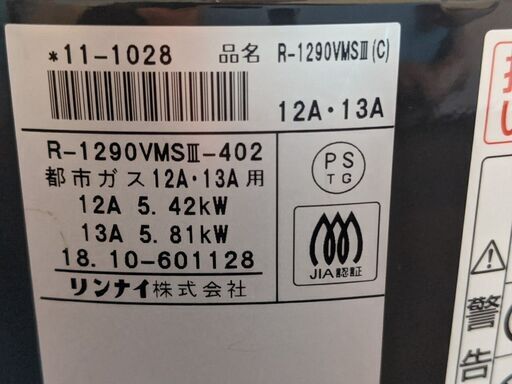 *11-1028 品名 R-1290VMSⅢ(C)
12A・13A
R-1290VMSⅢ-402
都市ガス12A・13A用
12A 5.42kW
13A 5.81kW
18.10-601128
リンナイ株式会社
PS
TG
JIA認証
い
警告